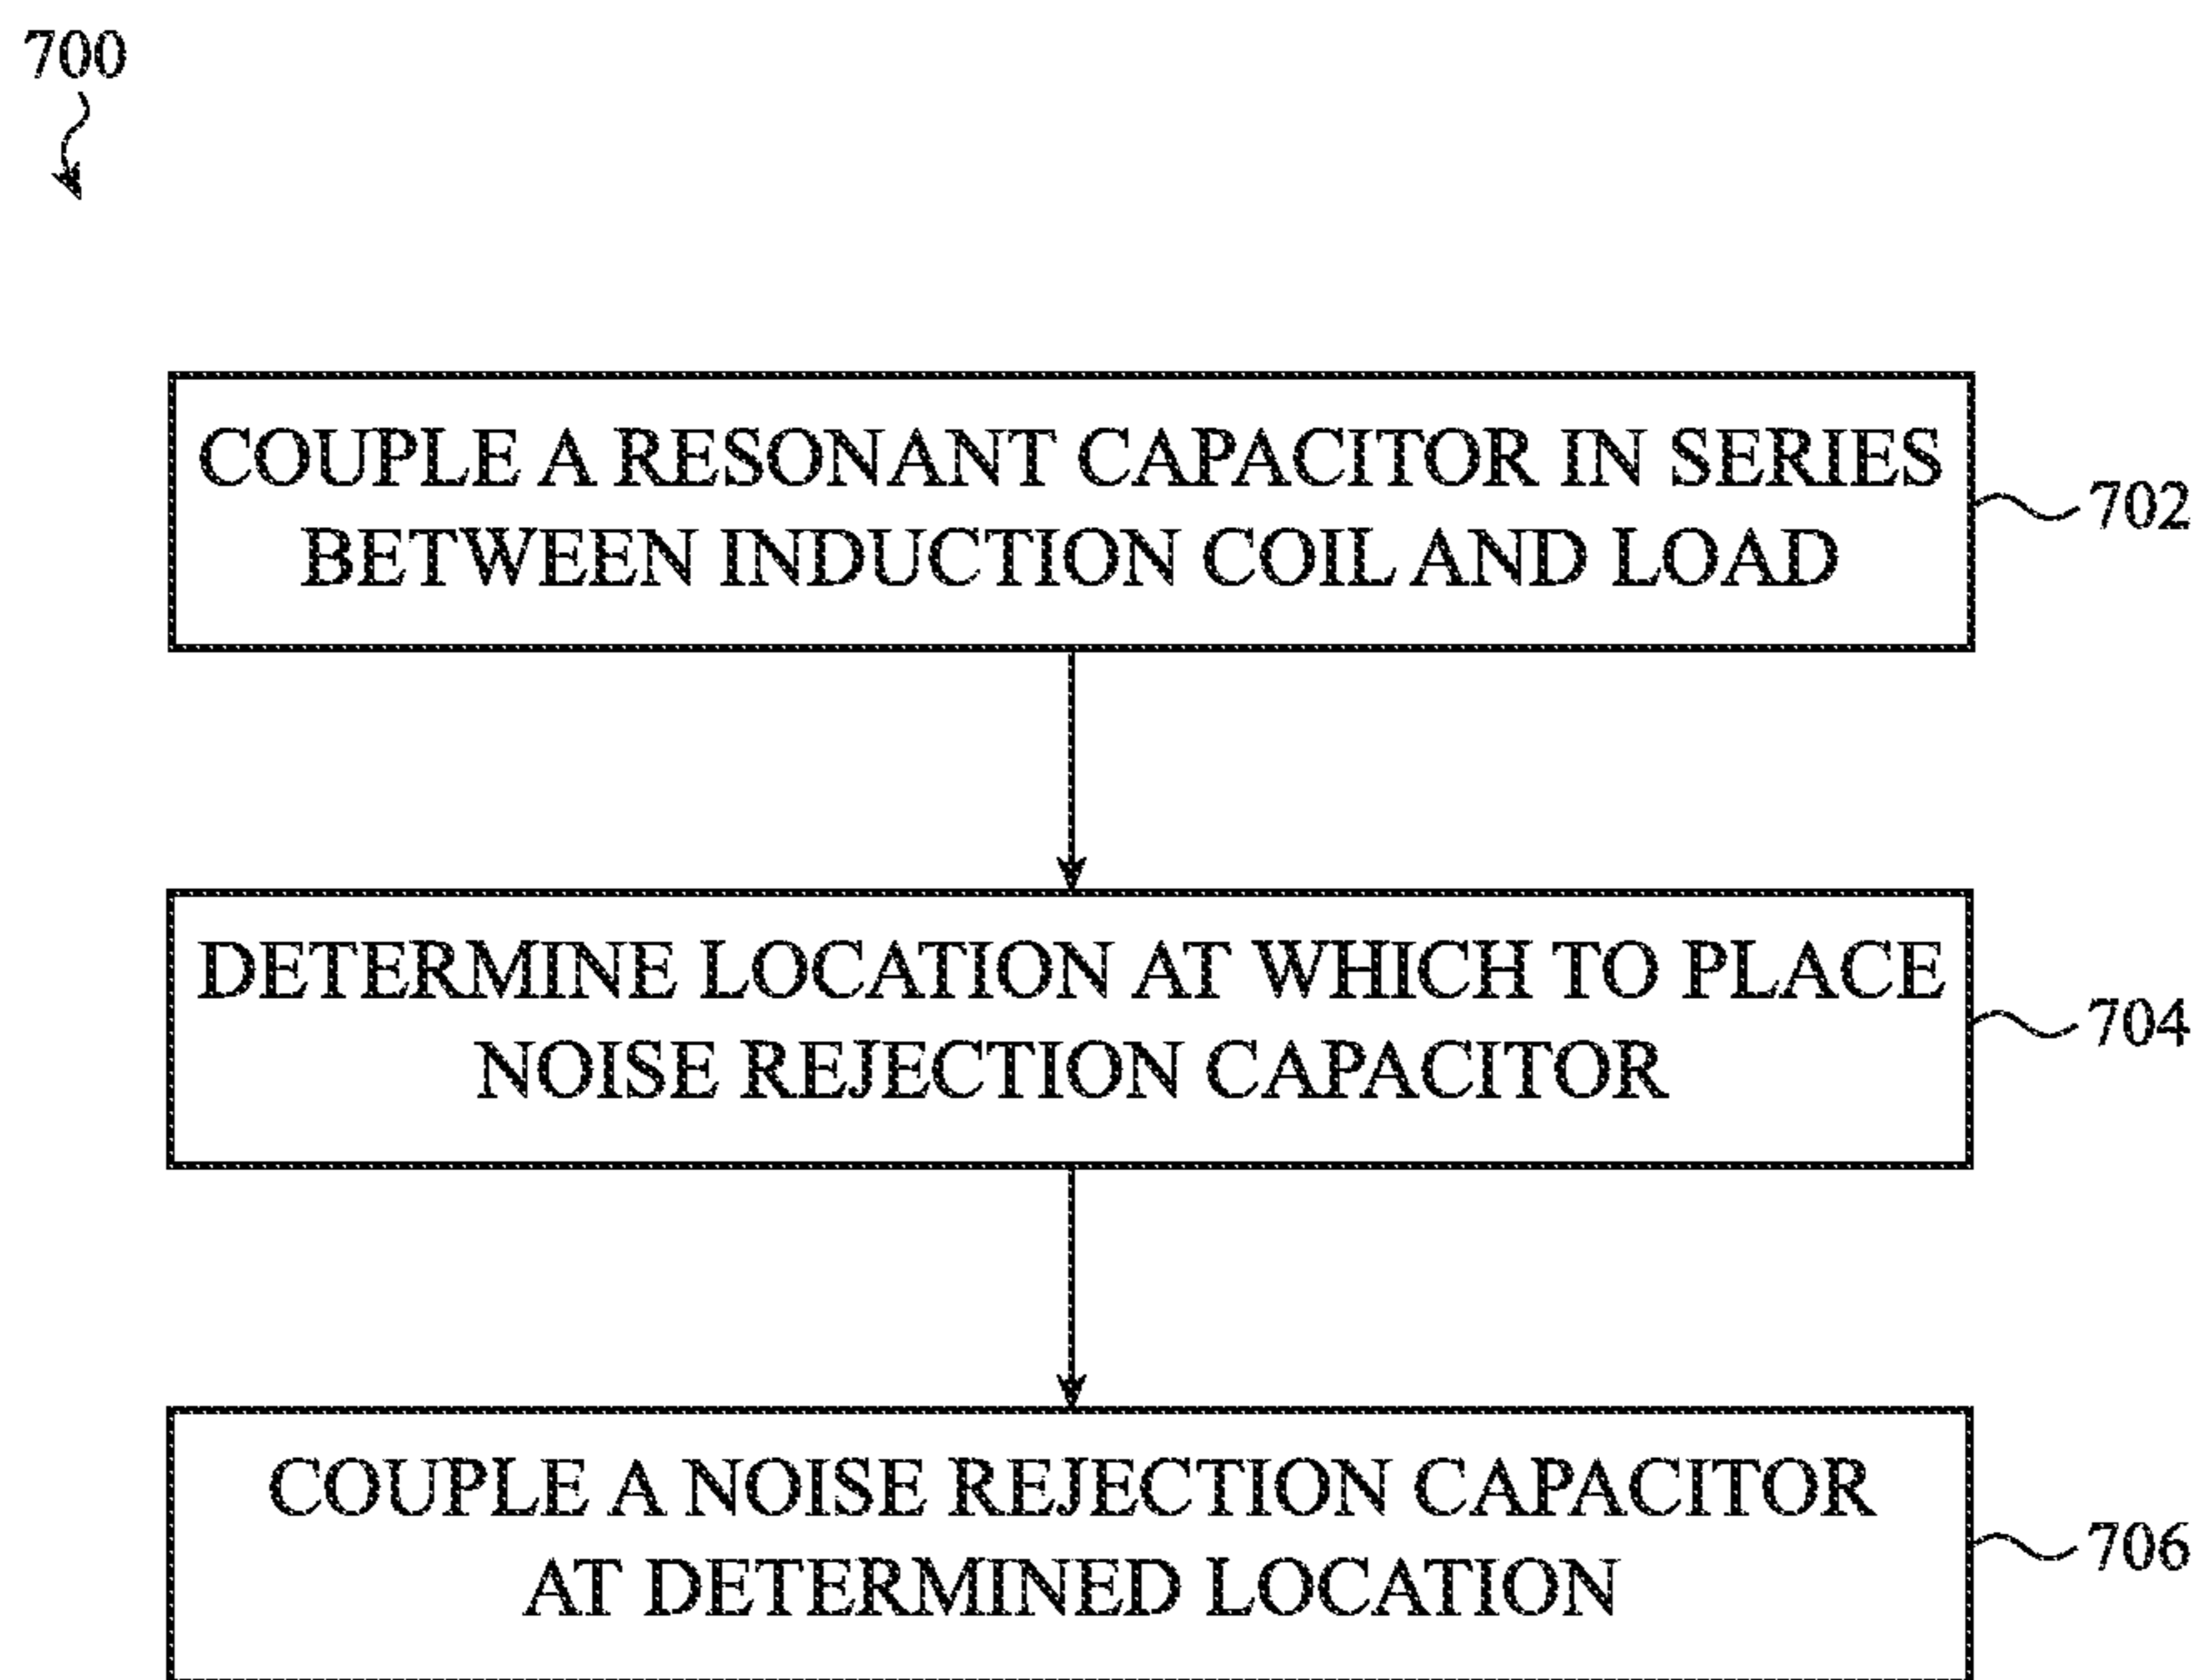 700
COUPLE A RESONANT CAPACITOR IN SERIES
BETWEEN INDUCTION COIL AND LOAD
702
DETERMINE LOCATION AT WHICH TO PLACE
NOISE REJECTION CAPACITOR
704
COUPLE A NOISE REJECTION CAPACITOR
AT DETERMINED LOCATION
706